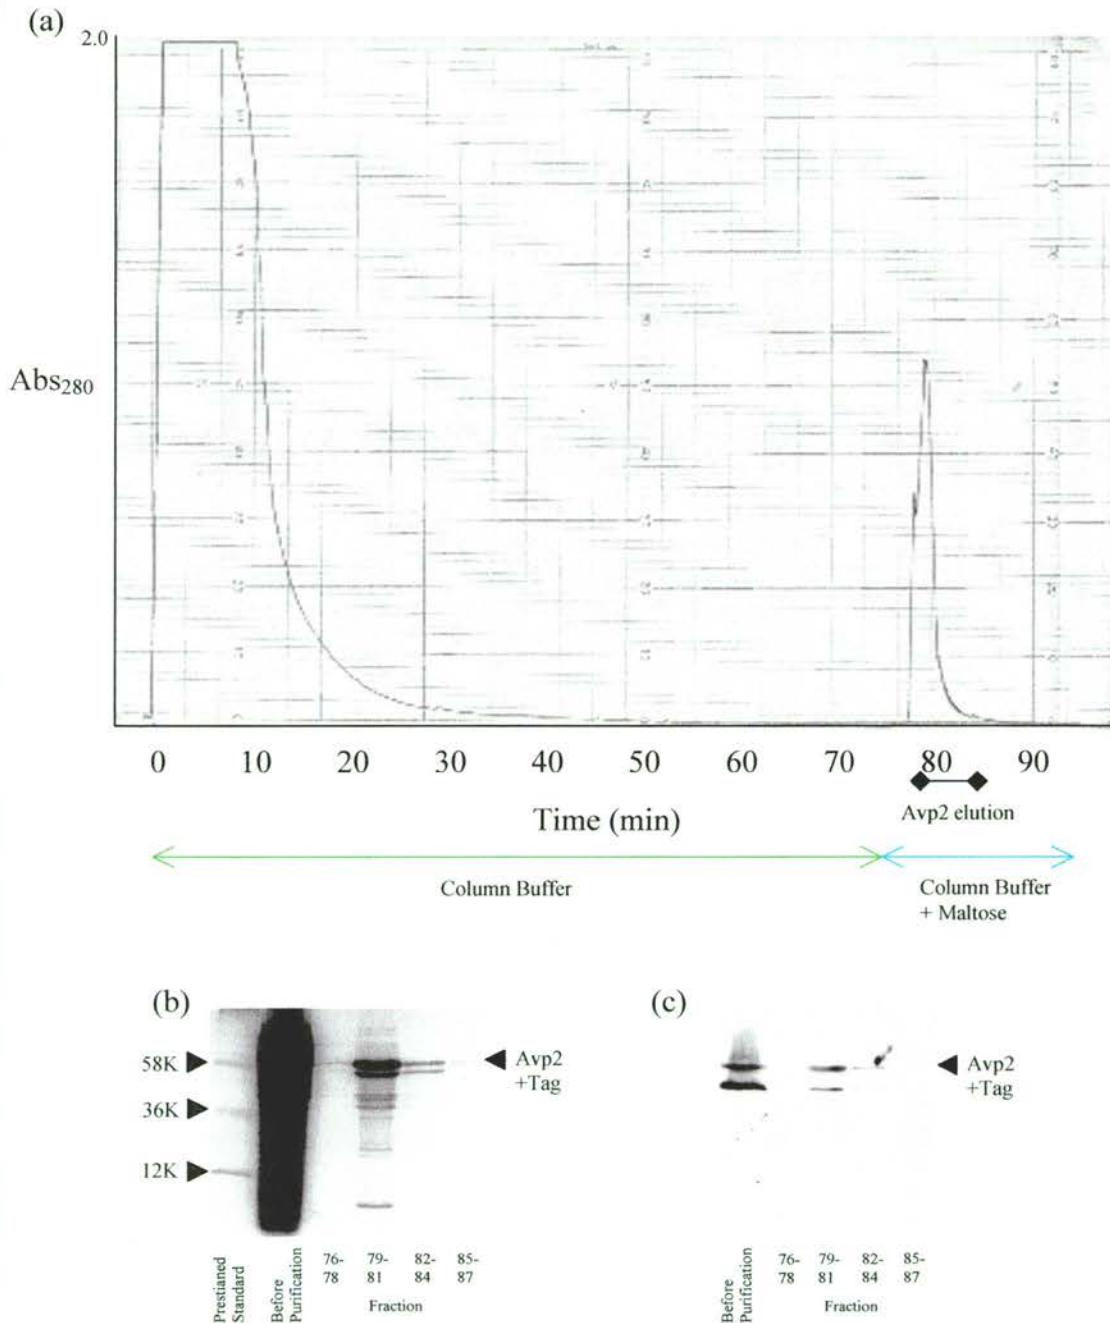 (a)
2.0
Abs280
0 10 20 30 40 50 60 70 80 90
Time (min)
Avp2 elution
Column Buffer
Column Buffer
+ Maltose
(b)
58K
36K
12K
Avp2
+Tag
Prestianed
Standard
Before
Purification
76-
78
79-
81
82-
84
85-
87
Fraction
(c)
Avp2
+Tag
Before
Purification
76-
78
79-
81
82-
84
85-
87
Fraction